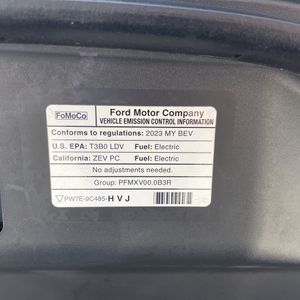 FoMoCo Ford Motor Company
VEHICLE EMISSION CONTROL INFORMATION
Conforms to regulations: 2023 MY BEV
U.S. EPA: T3B0 LDV Fuel: Electric
California: ZEV PC Fuel: Electric
No adjustments needed.
Group: PFMXV00.0B3R
PW7E-9C485-H V J